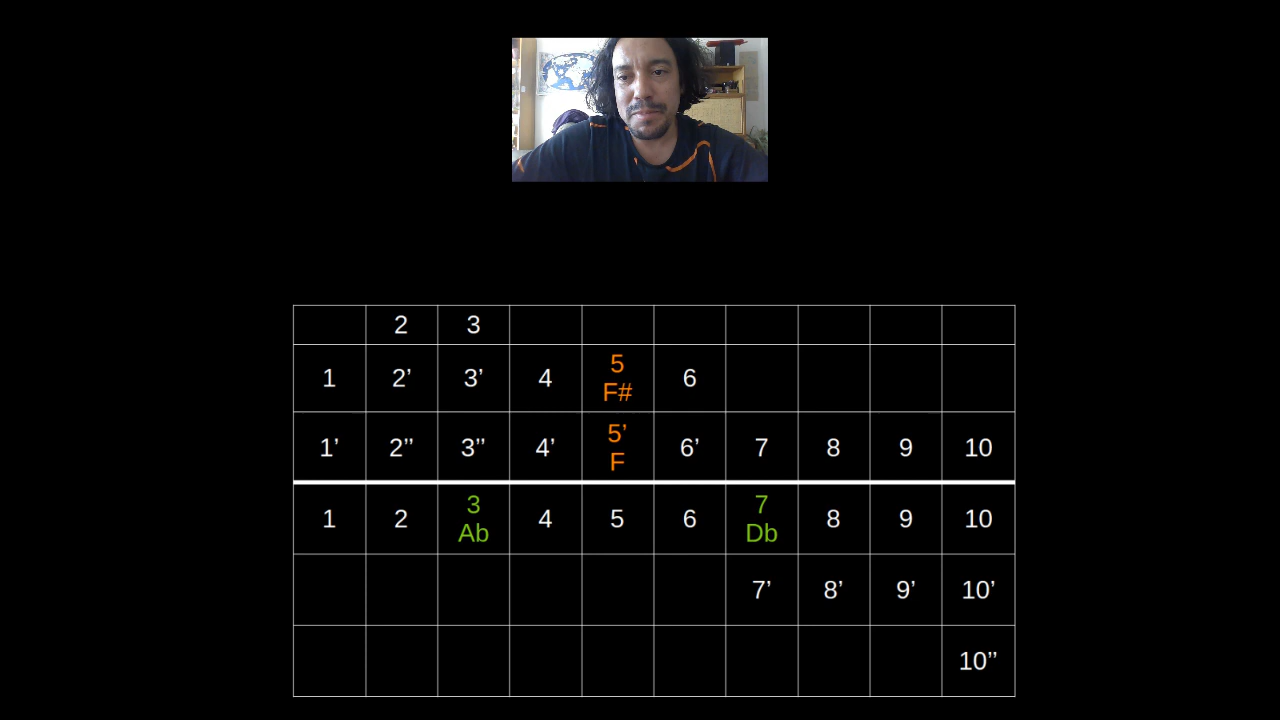 2 3
1 2’ 3’ 4 5 6
F#
1’ 2’’ 3’’ 4’ 5’ 6’ 7 8 9 10
F
1 2 3 4 5 6 7 8 9 10
Ab Db
7’ 8’ 9’ 10’
10’’